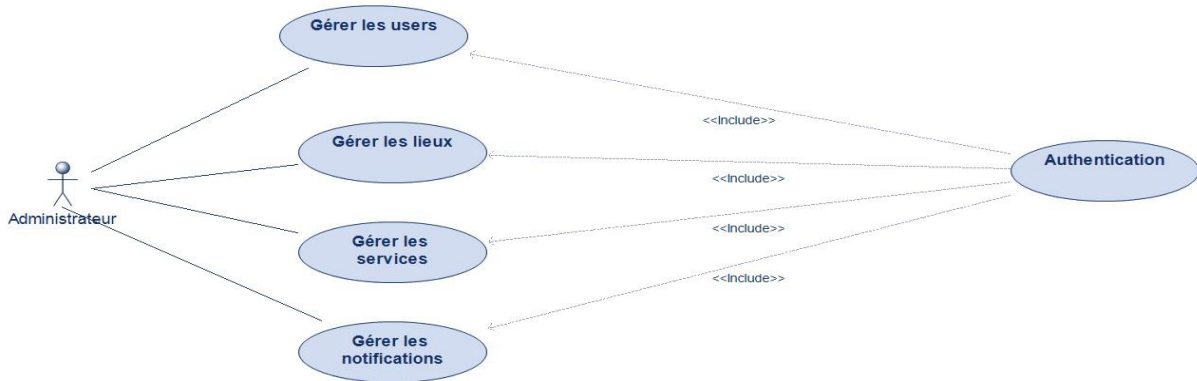 Gérer les users
<<Include>>
Gérer les lieux
Authentication
<<Include>>
Administrateur
<<Include>>
Gérer les
services
<<Include>>
Gérer les
notifications